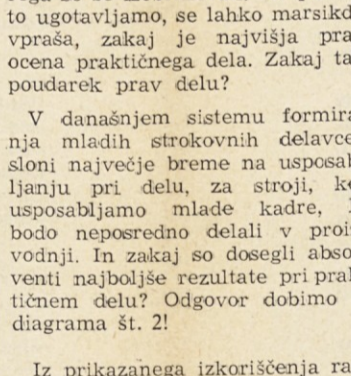 to ugotavljamo, se lahko marsikd
vpraša, zakaj je najvišja pra
ocena praktičnega dela. Zakaj ta
poudarek prav delu?
V današnjem sistemu formira
nja mladih strokovnih delavce
sloni največje breme na usposab
ljanju pri delu, za stroji, k
usposabljamo mlade kadre,
bodo neposredno delali v proi
vodnji. In zakaj so dosegli abso
venti najboljše rezultate pri prak
tičnem delu? Odgovor dobimo
diagrama št. 2!
Iz prikazanega izkoriščenja ra